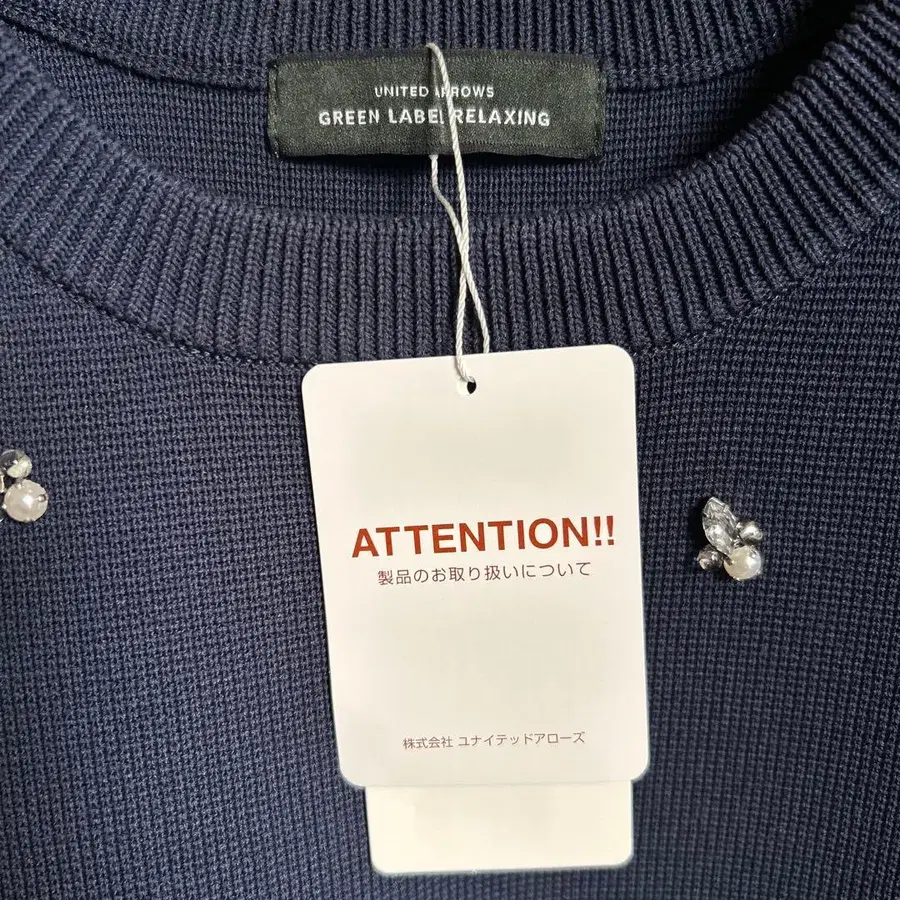 UNITED ARROWS
GREEN LABEL RELAXING
ATTENTION!!
製品のお取り扱いについて
株式会社 ユナイテッドアローズ